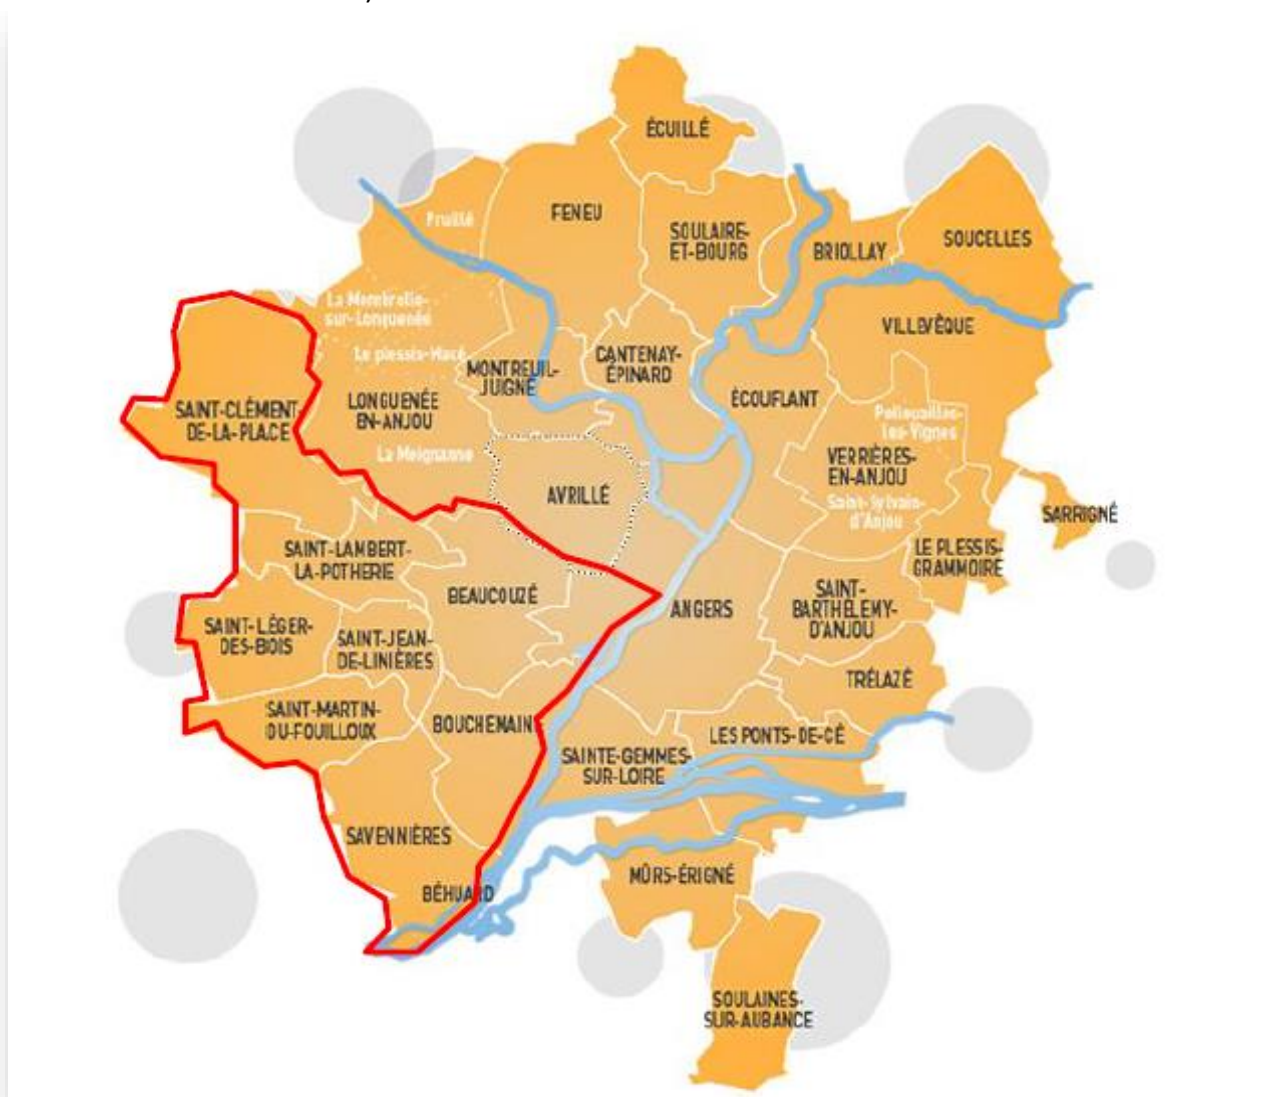 ÉCUILLÉ
Pruillé
FENEU
SOULAIRE-
ET-BOURG
BRIOLLAY
SOUCELLES
La Membrolle-
sur-Longuenée
VILLEVÊQUE
Le plessis-Macé
MONTREUIL-
JUIGNÉ
CANTENAY-
ÉPINARD
ÉCOUFLANT
SAINT-CLÉMENT-
DE-LA-PLACE
LONGUENÉE
EN-ANJOU
Pellouailles-
les-Vignes
La Meignanne
VERRIÈRES-
EN-ANJOU
AVRILLÉ
Saint-Sylvain-
d'Anjou
SARRIGNÉ
SAINT-LAMBERT-
LA-POTHERIE
LE PLESSIS-
GRAMMOIRE
BEAUCOUZÉ
ANGERS
SAINT-
BARTHELEMY-
D'ANJOU
SAINT-LÉGER-
DES-BOIS
SAINT-JEAN-
DE-LINIÈRES
TRÉLAZÉ
SAINT-MARTIN-
DU-FOUILLOUX
BOUCHEMAINE
LES PONTS-DE-CÉ
SAINTE-GEMMES-
SUR-LOIRE
SAVENNIÈRES
BÉHUARD
MÛRS-ÉRIGNÉ
SOULAINES-
SUR-AUBANCE